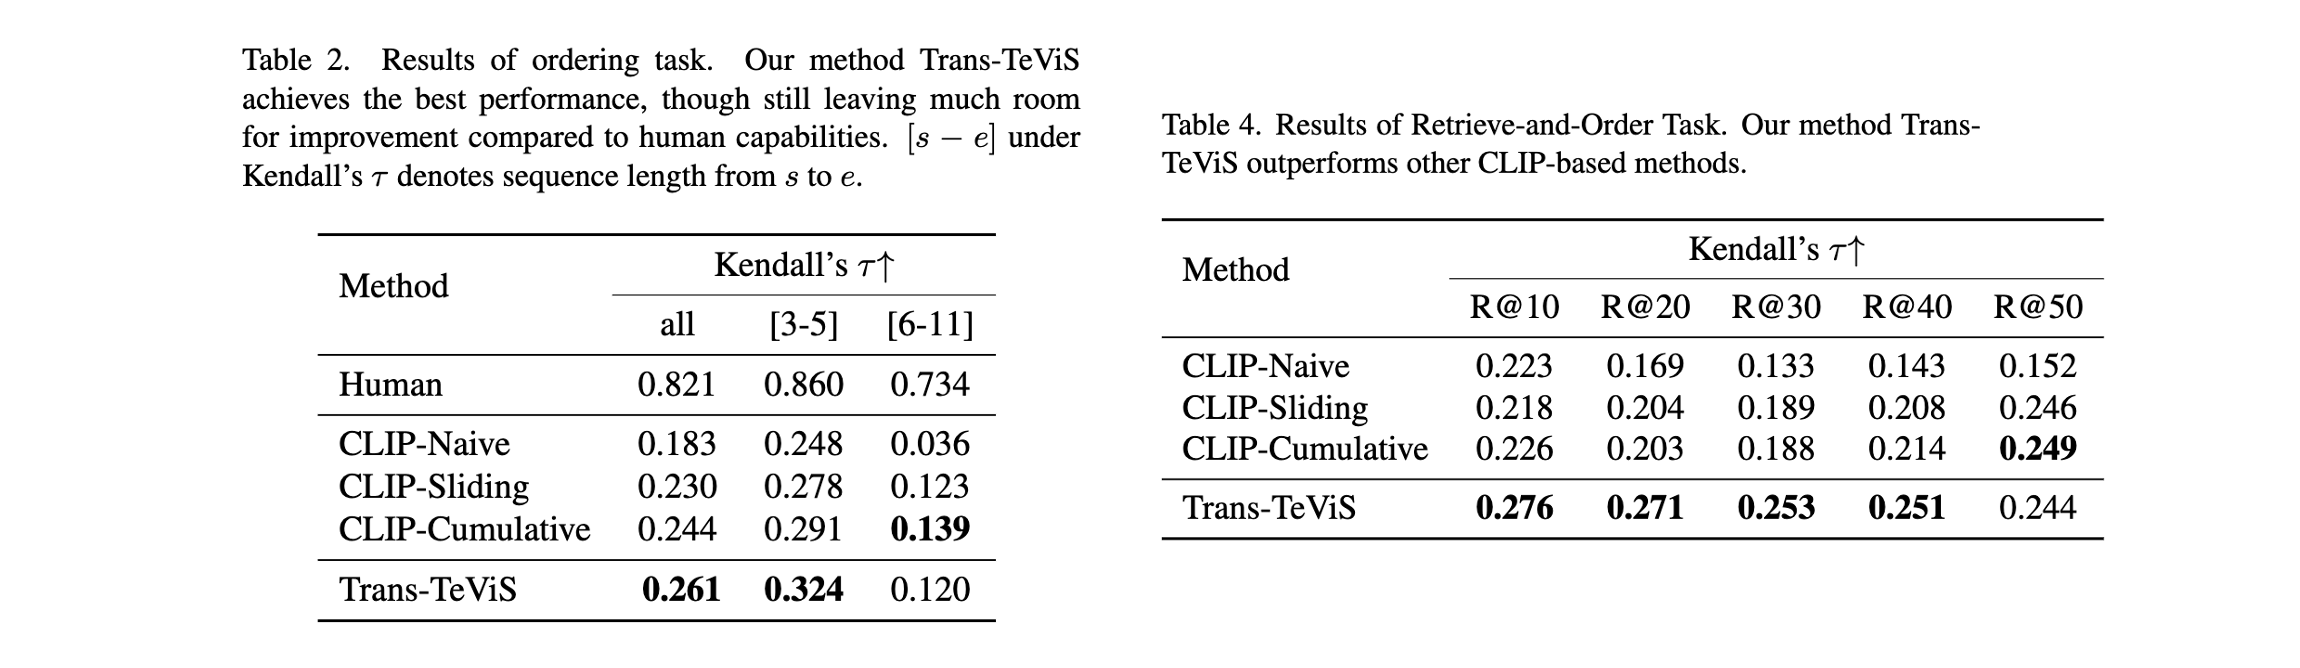 Table 2. Results of ordering task. Our method Trans-TeViS
achieves the best performance, though still leaving much room
for improvement compared to human capabilities. [s − e] under
Kendall's τ denotes sequence length from s to e.
Method Kendall's τ↑
all [3-5] [6-11]
Human 0.821 0.860 0.734
CLIP-Naive 0.183 0.248 0.036
CLIP-Sliding 0.230 0.278 0.123
CLIP-Cumulative 0.244 0.291 0.139
Trans-TeViS 0.261 0.324 0.120
Table 4. Results of Retrieve-and-Order Task. Our method Trans-
TeViS outperforms other CLIP-based methods.
Method Kendall's τ↑
R@10 R@20 R@30 R@40 R@50
CLIP-Naive 0.223 0.169 0.133 0.143 0.152
CLIP-Sliding 0.218 0.204 0.189 0.208 0.246
CLIP-Cumulative 0.226 0.203 0.188 0.214 0.249
Trans-TeViS 0.276 0.271 0.253 0.251 0.244